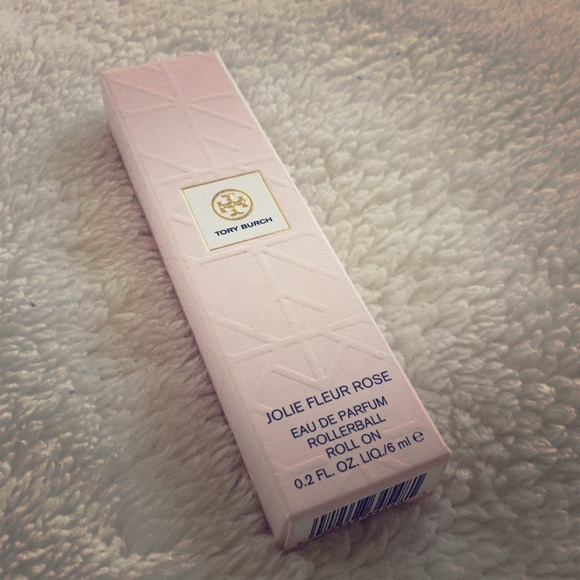 TORY BURCH
JOLIE FLEUR ROSE
EAU DE PARFUM
ROLLERBALL
ROLL ON
0.2 FL. OZ. LIQ./6 ml ℮